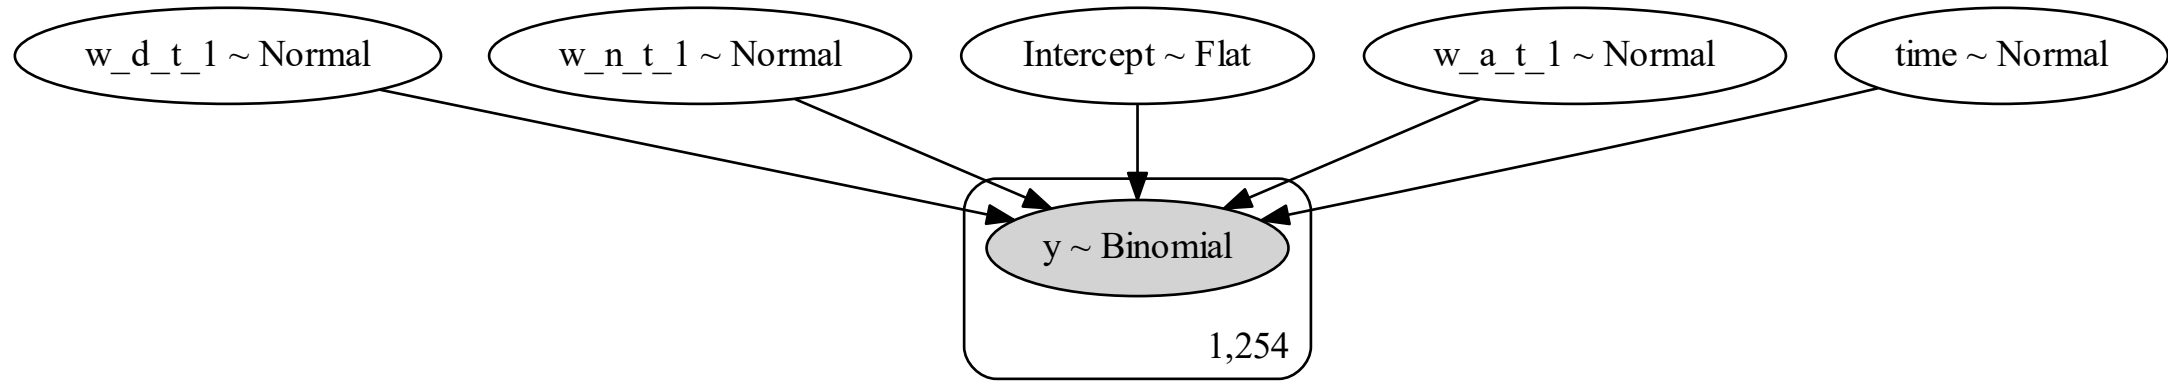 w_d_t_1 ~ Normal
w_n_t_1 ~ Normal
Intercept ~ Flat
w_a_t_1 ~ Normal
time ~ Normal
y ~ Binomial
1,254